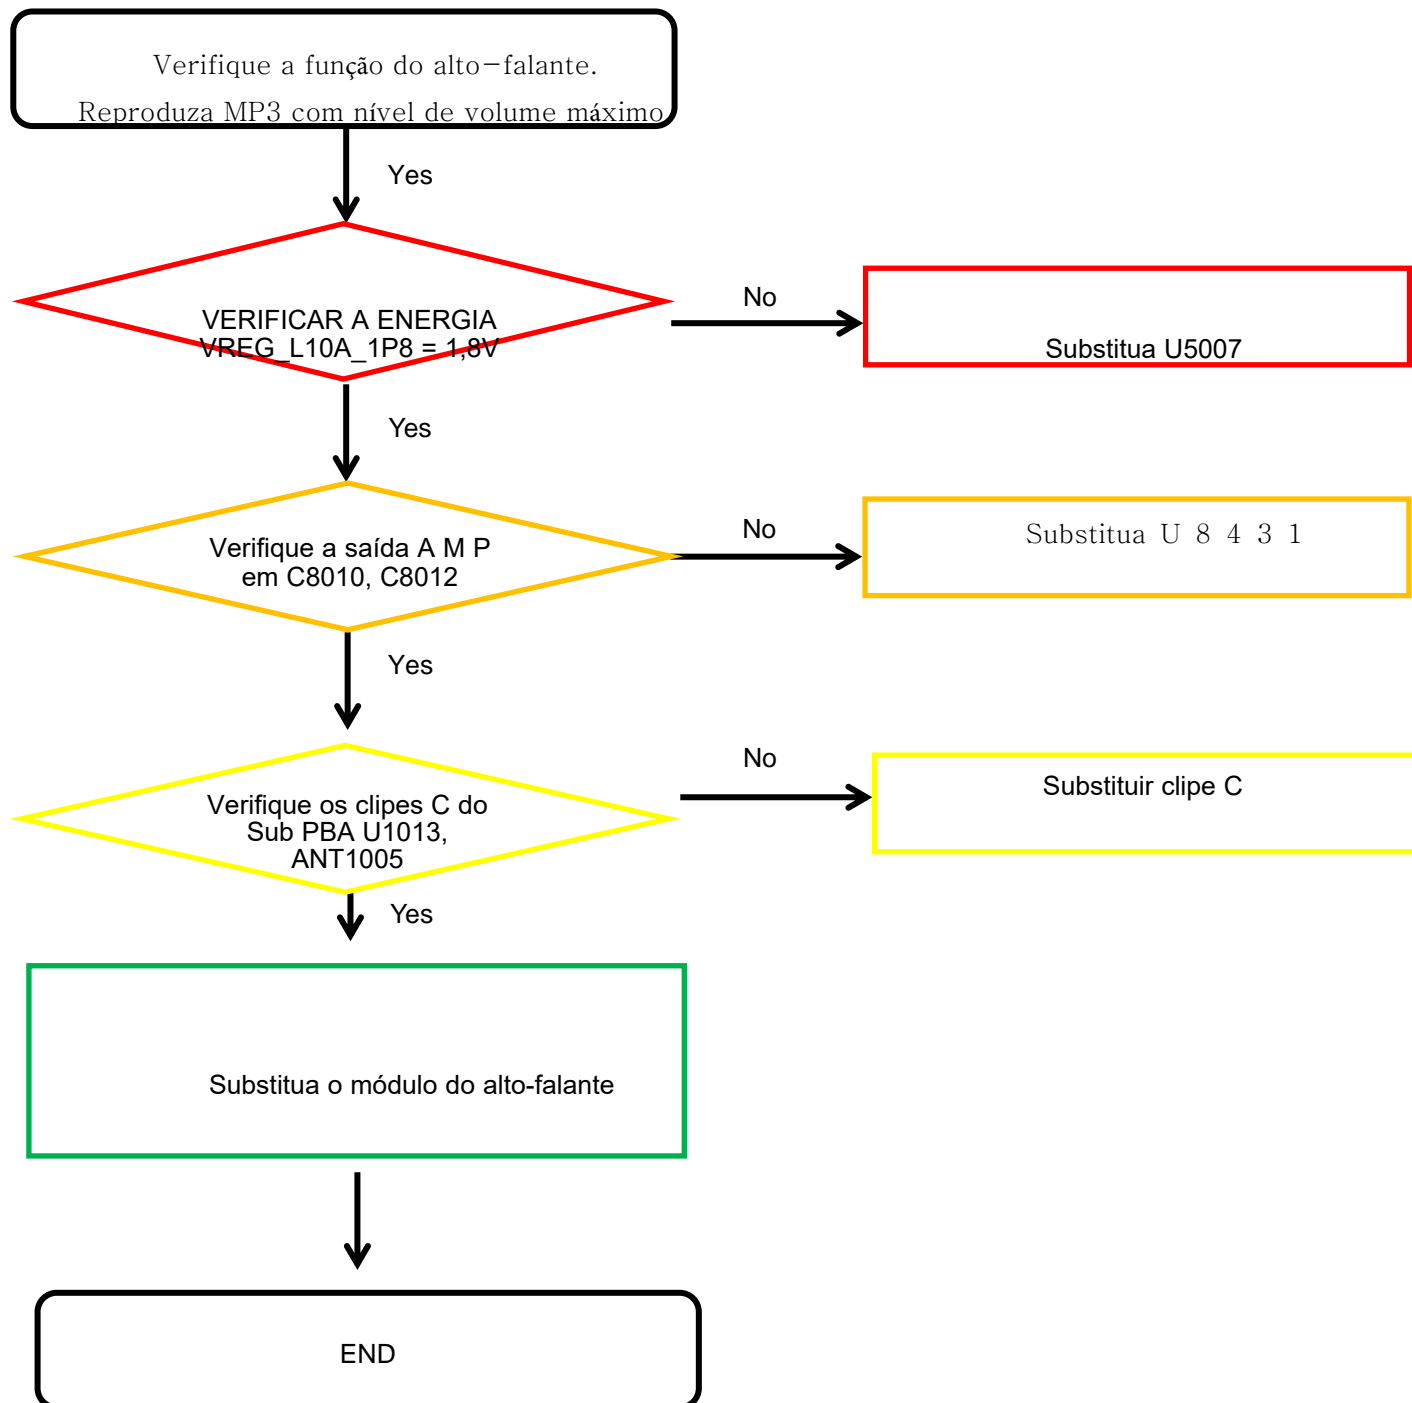 Verifique a função do alto-falante.
Reproduza MP3 com nível de volume máximo
Yes
VERIFICAR A ENERGIA
VREG_L10A_1P8 = 1,8V
No
Substitua U5007
Yes
Verifique a saída A M P
em C8010, C8012
No
Substitua U 8 4 3 1
Yes
Verifique os clipes C do
Sub PBA U1013,
ANT1005
No
Substituir clipe C
Yes
Substitua o módulo do alto-falante
END